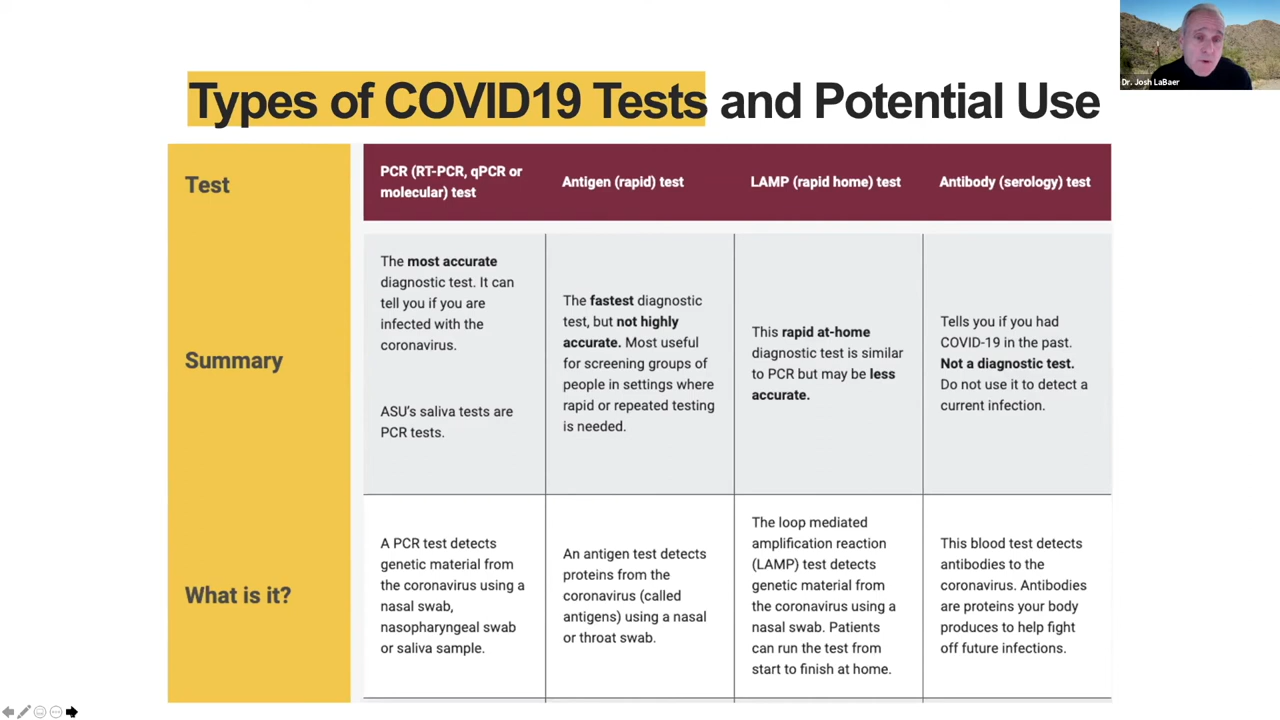 Dr. Josh LaBaer
Types of COVID19 Tests and Potential Use
Test
PCR (RT-PCR, qPCR or
molecular) test
Antigen (rapid) test
LAMP (rapid home) test
Antibody (serology) test
Summary
The most accurate
diagnostic test. It can
tell you if you are
infected with the
coronavirus.
ASU's saliva tests are
PCR tests.
The fastest diagnostic
test, but not highly
accurate. Most useful
for screening groups of
people in settings where
rapid or repeated testing
is needed.
This rapid at-home
diagnostic test is similar
to PCR but may be less
accurate.
Tells you if you had
COVID-19 in the past.
Not a diagnostic test.
Do not use it to detect a
current infection.
What is it?
A PCR test detects
genetic material from
the coronavirus using a
nasal swab,
nasopharyngeal swab
or saliva sample.
An antigen test detects
proteins from the
coronavirus (called
antigens) using a nasal
or throat swab.
The loop mediated
amplification reaction
(LAMP) test detects
genetic material from
the coronavirus using a
nasal swab. Patients
can run the test from
start to finish at home.
This blood test detects
antibodies to the
coronavirus. Antibodies
are proteins your body
produces to help fight
off future infections.